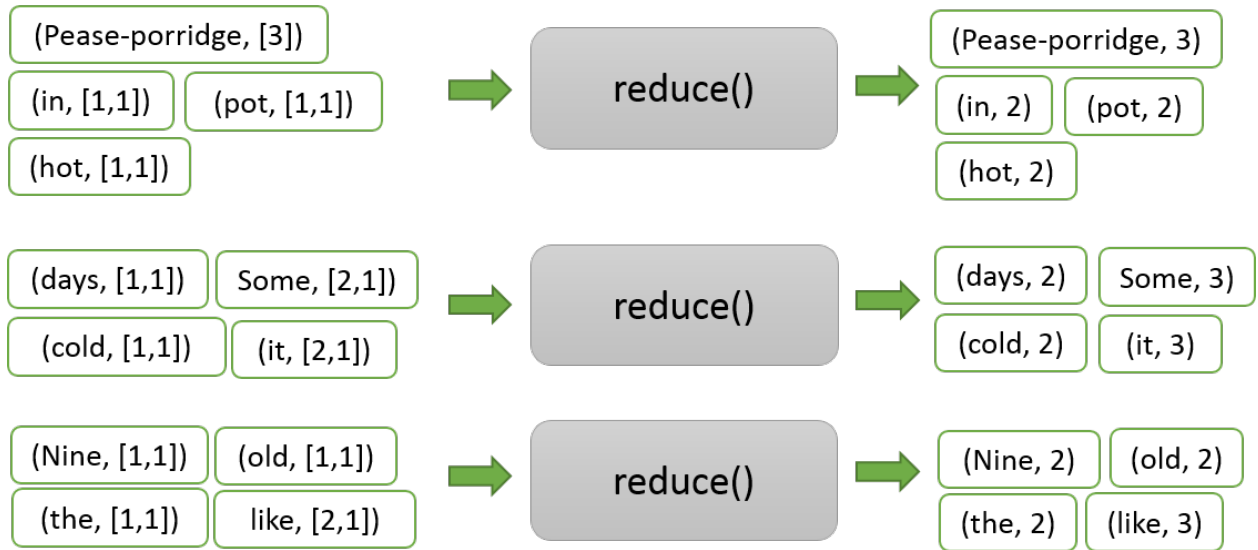 (Pease-porridge, [3])
(in, [1,1]) (pot, [1,1])
(hot, [1,1])
reduce()
(Pease-porridge, 3)
(in, 2) (pot, 2)
(hot, 2)
(days, [1,1]) Some, [2,1])
(cold, [1,1]) (it, [2,1])
reduce()
(days, 2) Some, 3)
(cold, 2) (it, 3)
(Nine, [1,1]) (old, [1,1])
(the, [1,1]) like, [2,1])
reduce()
(Nine, 2) (old, 2)
(the, 2) (like, 3)